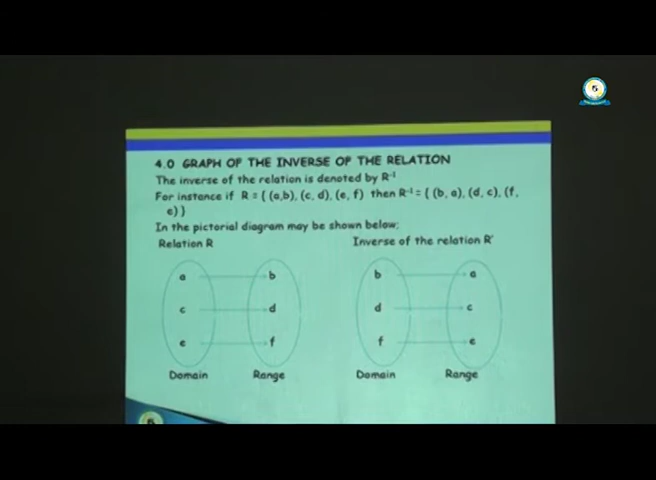 4.0 GRAPH OF THE INVERSE OF THE RELATION
The inverse of the relation is denoted by R⁻¹
For instance if R = { (a,b), (c, d), (e, f) then R⁻¹ = { (b, a), (d, c), (f,
e) }
In the pictorial diagram may be shown below:
Relation R Inverse of the relation R'
a b b a
c d d c
e f f e
Domain Range Domain Range